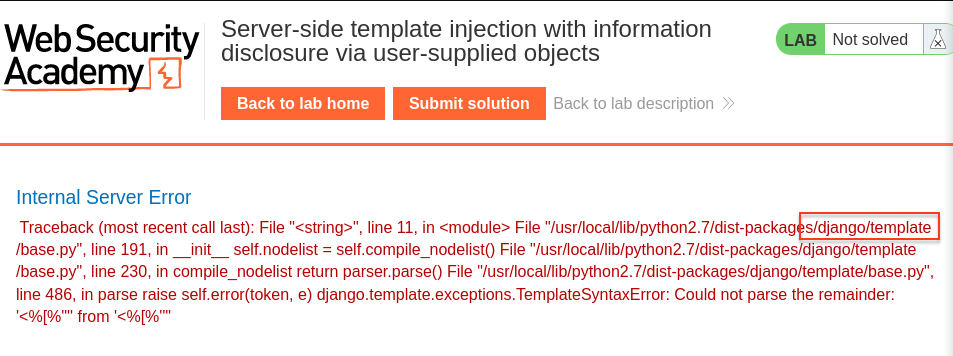 Web Security
Academy
Server-side template injection with information
disclosure via user-supplied objects
LAB Not solved
Back to lab home Submit solution Back to lab description
Internal Server Error
Traceback (most recent call last): File "<string>", line 11, in <module> File "/usr/local/lib/python2.7/dist-packages/django/template
/base.py", line 191, in __init__ self.nodelist = self.compile_nodelist() File "/usr/local/lib/python2.7/dist-packages/django/template
/base.py", line 230, in compile_nodelist return parser.parse() File "/usr/local/lib/python2.7/dist-packages/django/template/base.py",
line 486, in parse raise self.error(token, e) django.template.exceptions.TemplateSyntaxError: Could not parse the remainder:
'<%[%'"' from '<%[%'"'